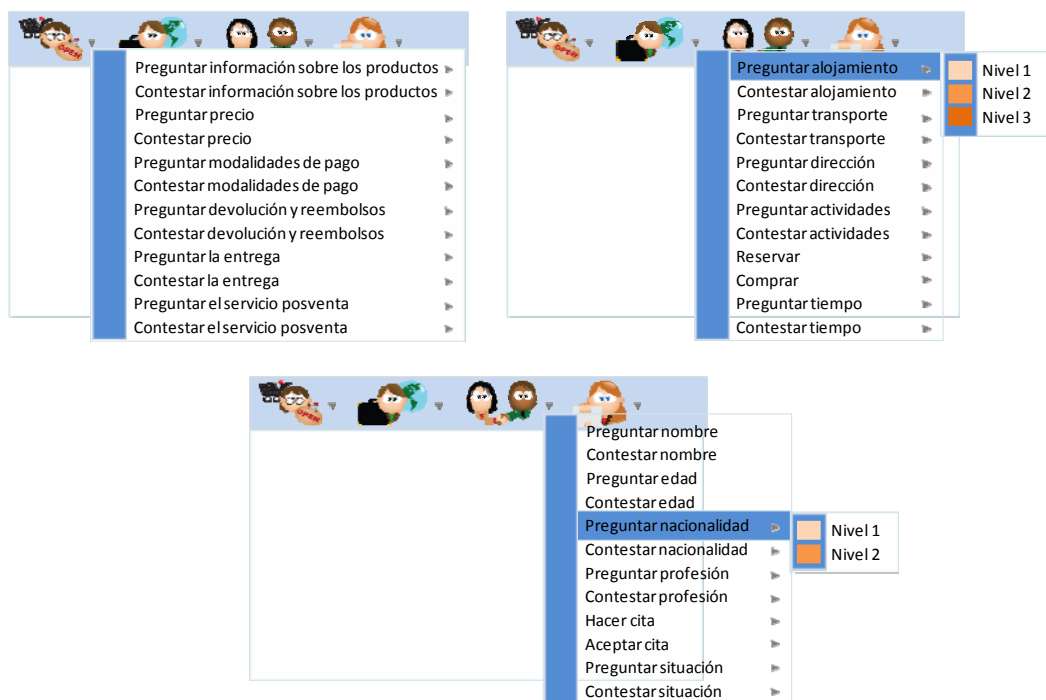 OPEN
Preguntar información sobre los productos
Contestar información sobre los productos
Preguntar precio
Contestar precio
Preguntar modalidades de pago
Contestar modalidades de pago
Preguntar devolución y reembolsos
Contestar devolución y reembolsos
Preguntar la entrega
Contestar la entrega
Preguntar el servicio posventa
Contestar el servicio posventa
OPEN
Preguntar alojamiento
Contestar alojamiento
Preguntar transporte
Contestar transporte
Preguntar dirección
Contestar dirección
Preguntar actividades
Contestar actividades
Reservar
Comprar
Preguntar tiempo
Contestar tiempo
Nivel 1
Nivel 2
Nivel 3
OPEN
Preguntar nombre
Contestar nombre
Preguntar edad
Contestar edad
Preguntar nacionalidad
Contestar nacionalidad
Preguntar profesión
Contestar profesión
Hacer cita
Aceptar cita
Preguntar situación
Contestar situación
Nivel 1
Nivel 2